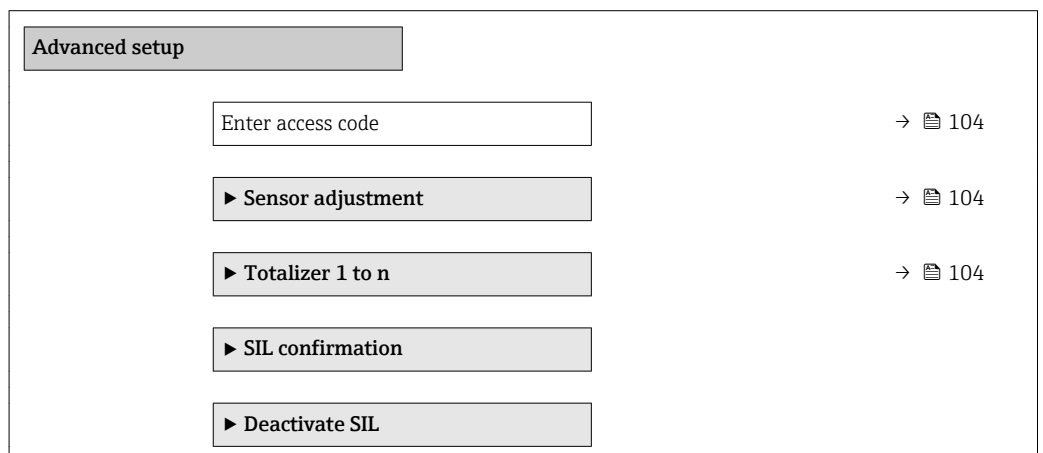 Advanced setup
Enter access code → 104
▶ Sensor adjustment → 104
▶ Totalizer 1 to n → 104
▶ SIL confirmation
▶ Deactivate SIL